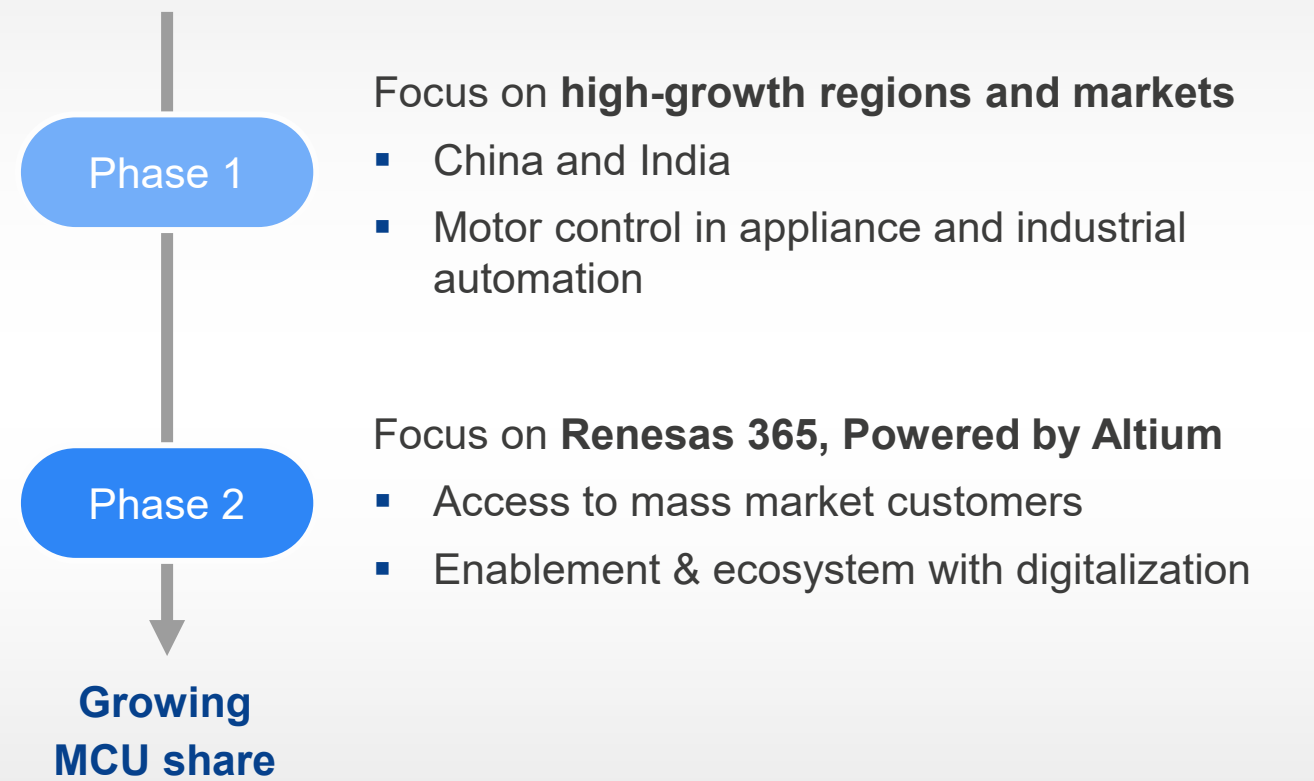 Phase 1
Focus on high-growth regions and markets
▪ China and India
▪ Motor control in appliance and industrial
automation
Phase 2
Focus on Renesas 365, Powered by Altium
▪ Access to mass market customers
▪ Enablement & ecosystem with digitalization
Growing
MCU share